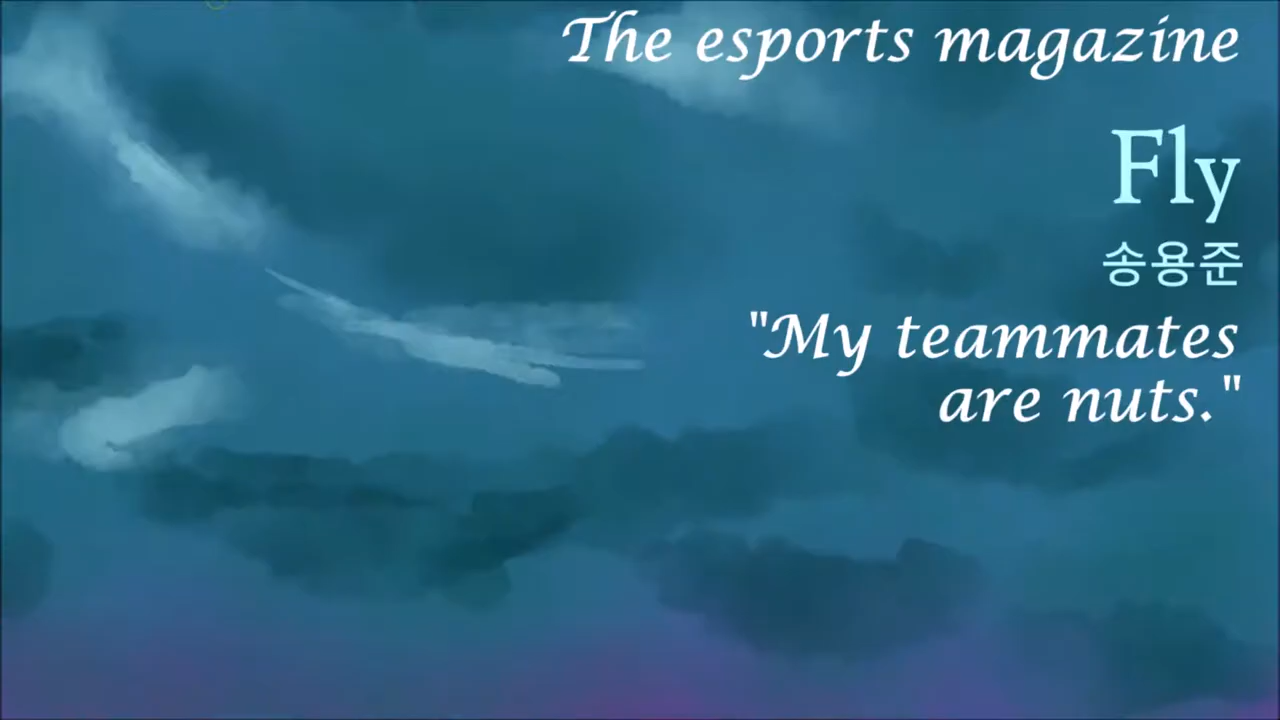 The esports magazine
Fly
송용준
"My teammates
are nuts."